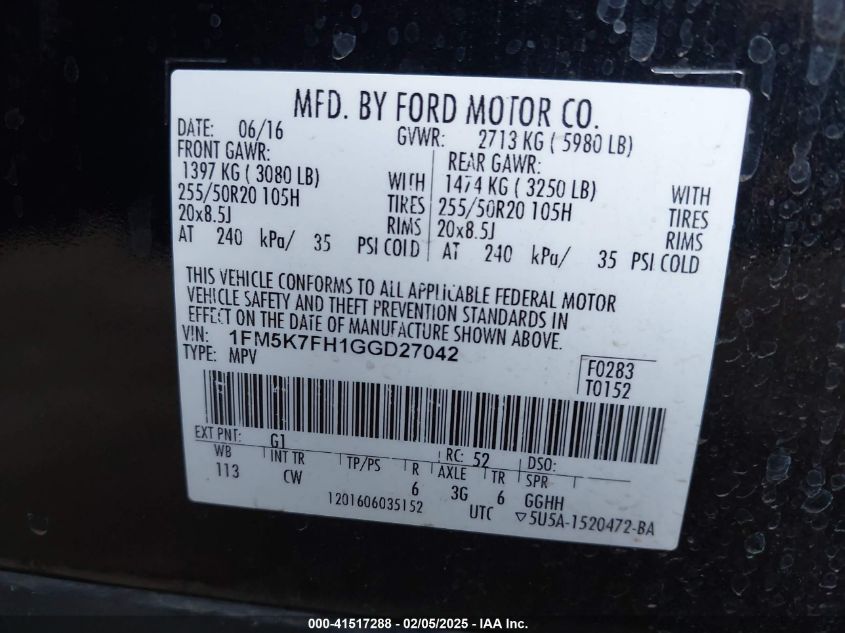 MFD. BY FORD MOTOR CO.
DATE: 06/16 GVWR: 2713 KG ( 5980 LB)
FRONT GAWR: REAR GAWR:
1397 KG ( 3080 LB) WITH 1474 KG ( 3250 LB) WITH
255/50R20 105H TIRES 255/50R20 105H TIRES
20x8.5J RIMS 20x8.5J RIMS
AT 240 kPa/ 35 PSI COLD AT 240 kPa/ 35 PSI COLD
THIS VEHICLE CONFORMS TO ALL APPLICABLE FEDERAL MOTOR
VEHICLE SAFETY AND THEFT PREVENTION STANDARDS IN
EFFECT ON THE DATE OF MANUFACTURE SHOWN ABOVE.
VIN: 1FM5K7FH1GGD27042
TYPE: MPV
F0283
T0152
EXT PNT: G1 RC: 52 DSO:
WB INT TR TP/PS R AXLE TR SPR
113 CW 6 3G 6 GGHH
1201606035152 UTC ▽5U5A-1520472-BA
000-41517288 - 02/05/2025 - IAA Inc.